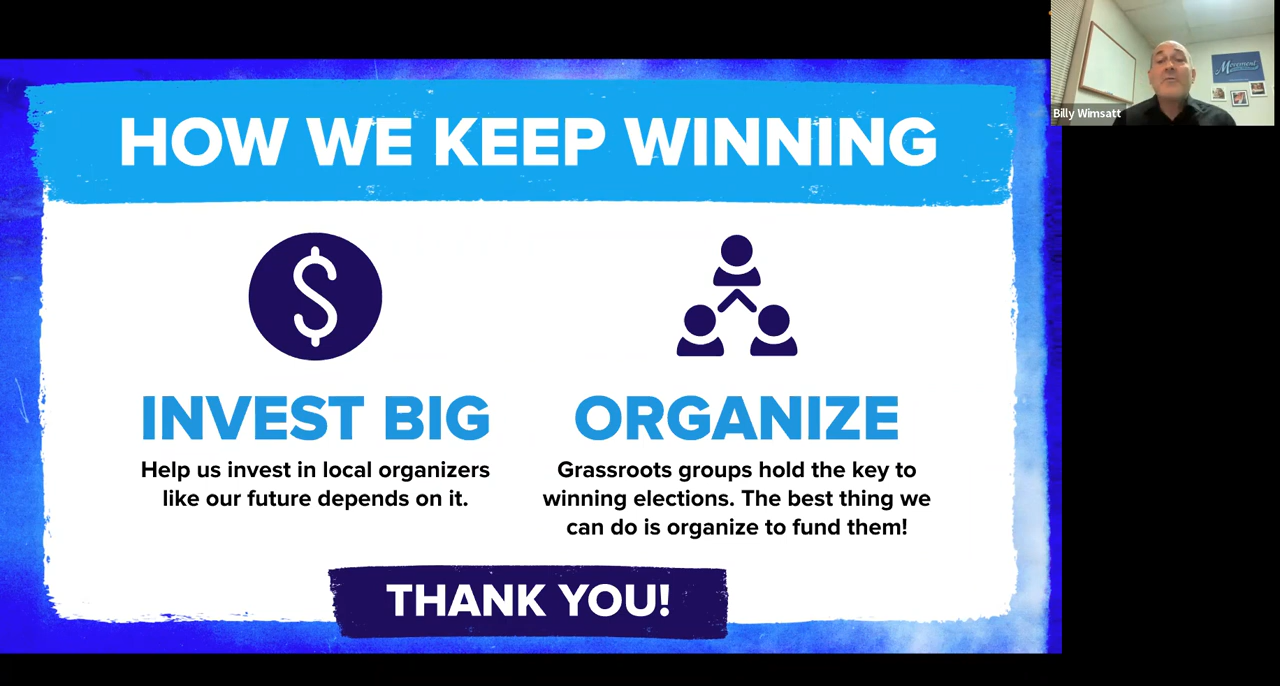 HOW WE KEEP WINNING
INVEST BIG
Help us invest in local organizers
like our future depends on it.
ORGANIZE
Grassroots groups hold the key to
winning elections. The best thing we
can do is organize to fund them!
THANK YOU!
Billy Wimsatt
Movement